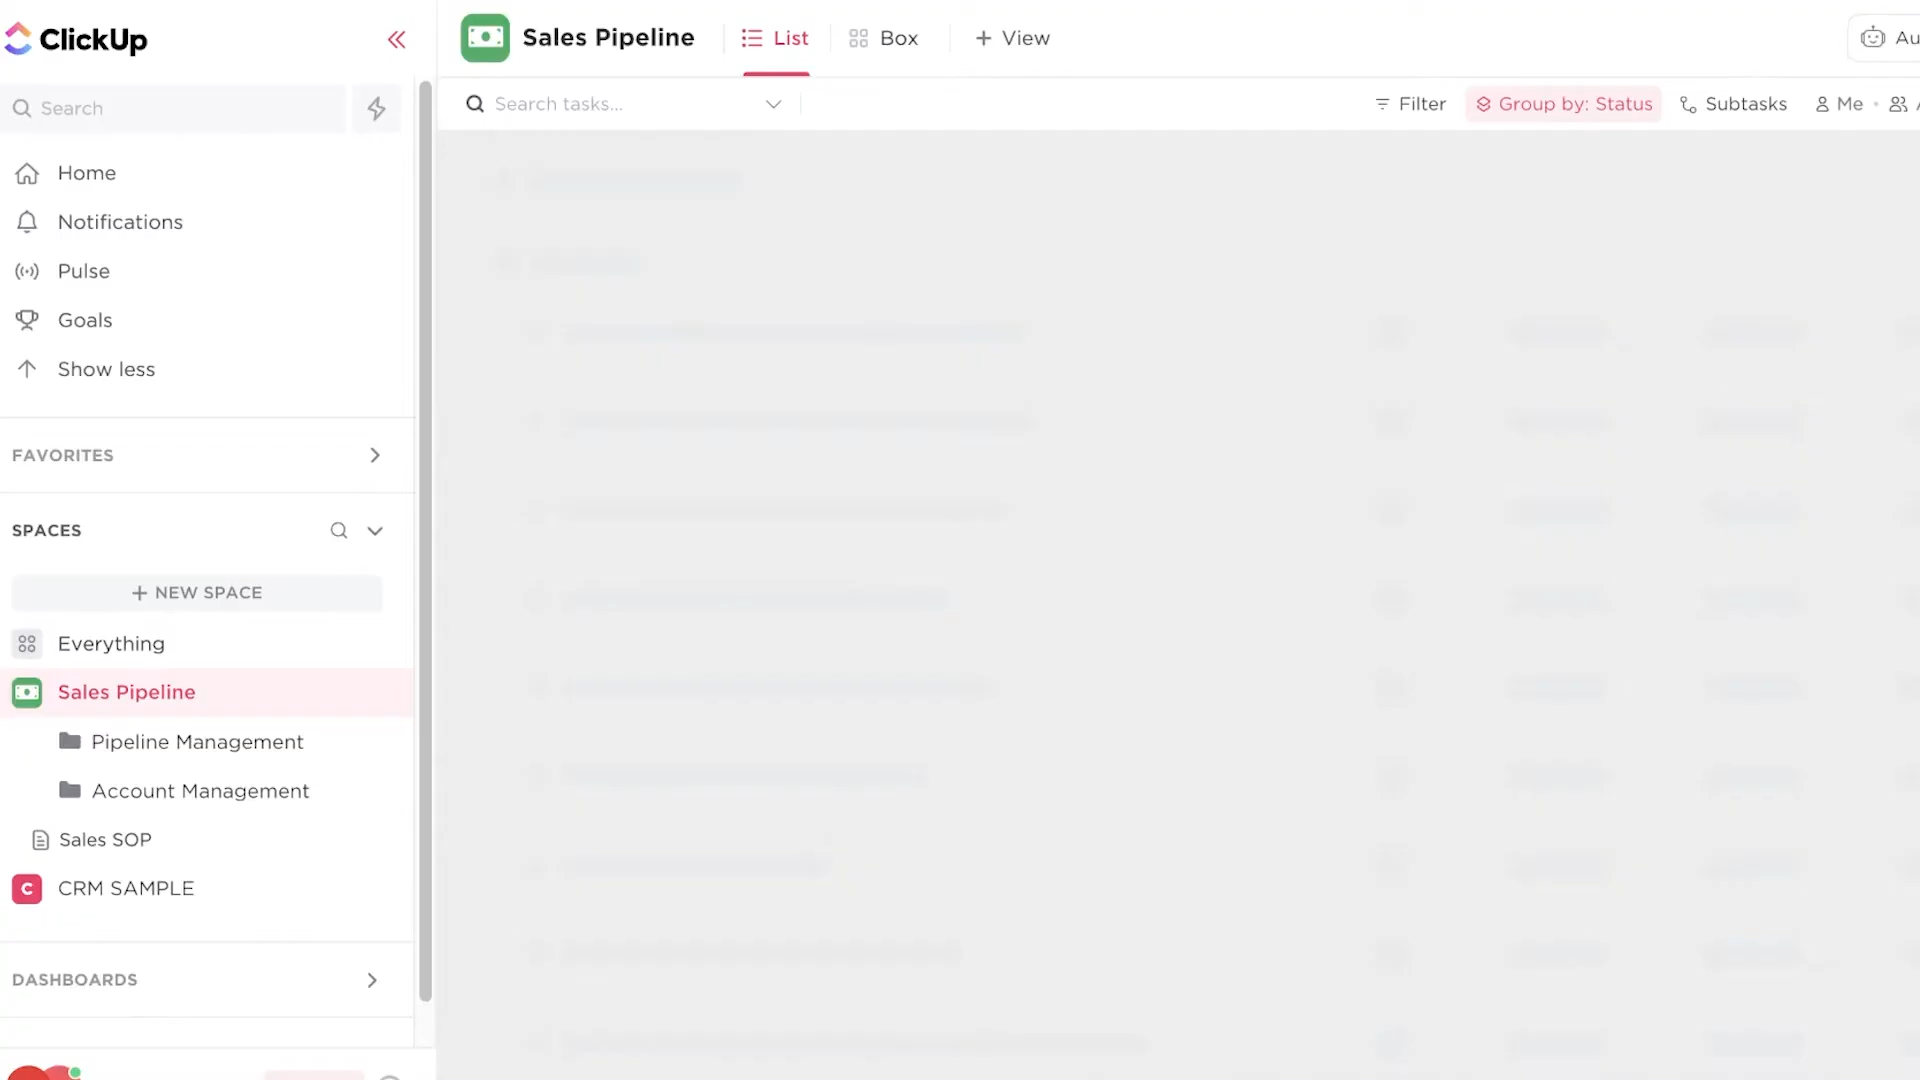 ClickUp
Sales Pipeline
List
Box
+ View
Au
Search
Search tasks...
Filter
Group by: Status
Subtasks
Me
Home
Notifications
Pulse
Goals
Show less
FAVORITES
SPACES
+ NEW SPACE
Everything
Sales Pipeline
Pipeline Management
Account Management
Sales SOP
C CRM SAMPLE
DASHBOARDS